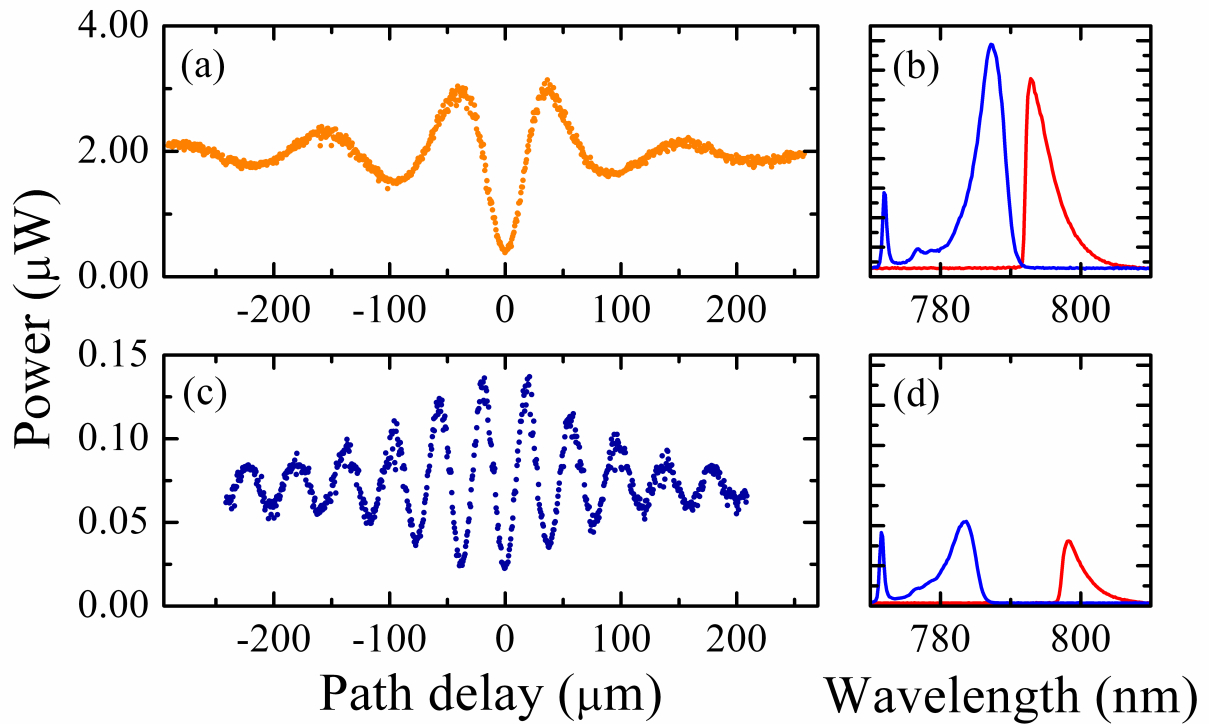 4.00
(a)
(b)
2.00
0.00
-200 -100 0 100 200
780 800
0.15
(c)
(d)
0.10
0.05
0.00
-200 -100 0 100 200
780 800
Power (μW)
Path delay (μm)
Wavelength (nm)